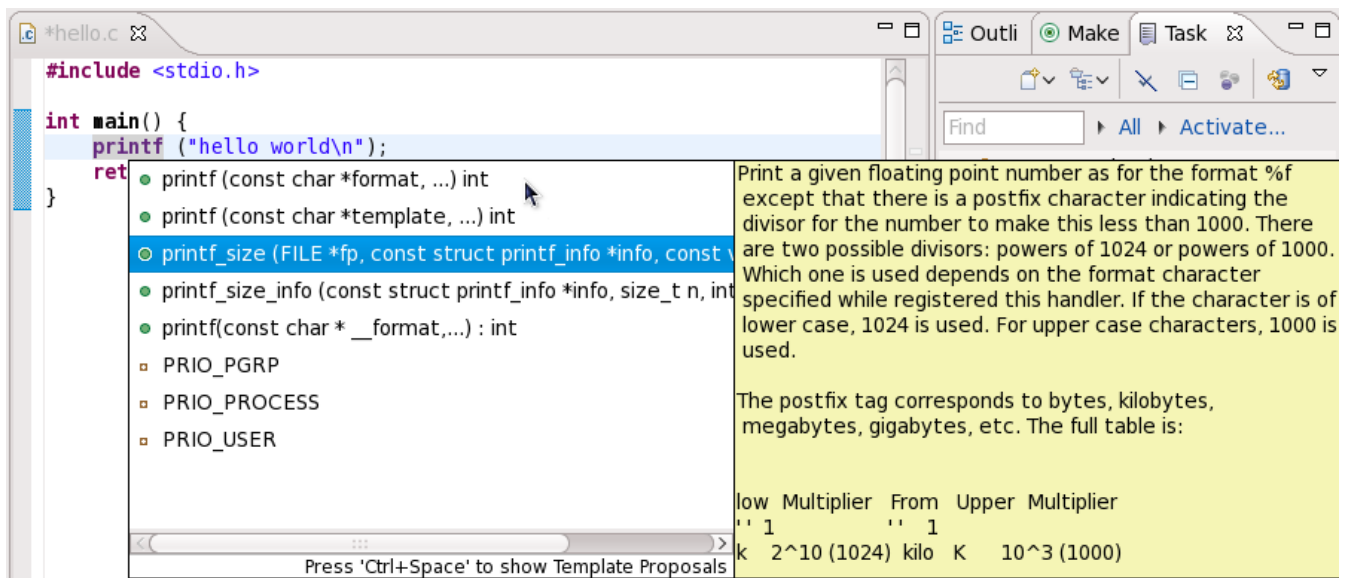 *hello.c
#include <stdio.h>
int main() {
printf ("hello world\n");
ret
}
printf (const char *format, ...) int
printf (const char *template, ...) int
printf_size (FILE *fp, const struct printf_info *info, const
printf_size_info (const struct printf_info *info, size_t n, int
printf(const char * __format,...) : int
PRIO_PGRP
PRIO_PROCESS
PRIO_USER
Press 'Ctrl+Space' to show Template Proposals
Outli Make Task
Find All Activate...
Print a given floating point number as for the format %f
except that there is a postfix character indicating the
divisor for the number to make this less than 1000. There
are two possible divisors: powers of 1024 or powers of 1000.
Which one is used depends on the format character
specified while registered this handler. If the character is of
lower case, 1024 is used. For upper case characters, 1000 is
used.
The postfix tag corresponds to bytes, kilobytes,
megabytes, gigabytes, etc. The full table is:
low Multiplier From Upper Multiplier
' ' 1 ' ' 1
k 2^10 (1024) kilo K 10^3 (1000)